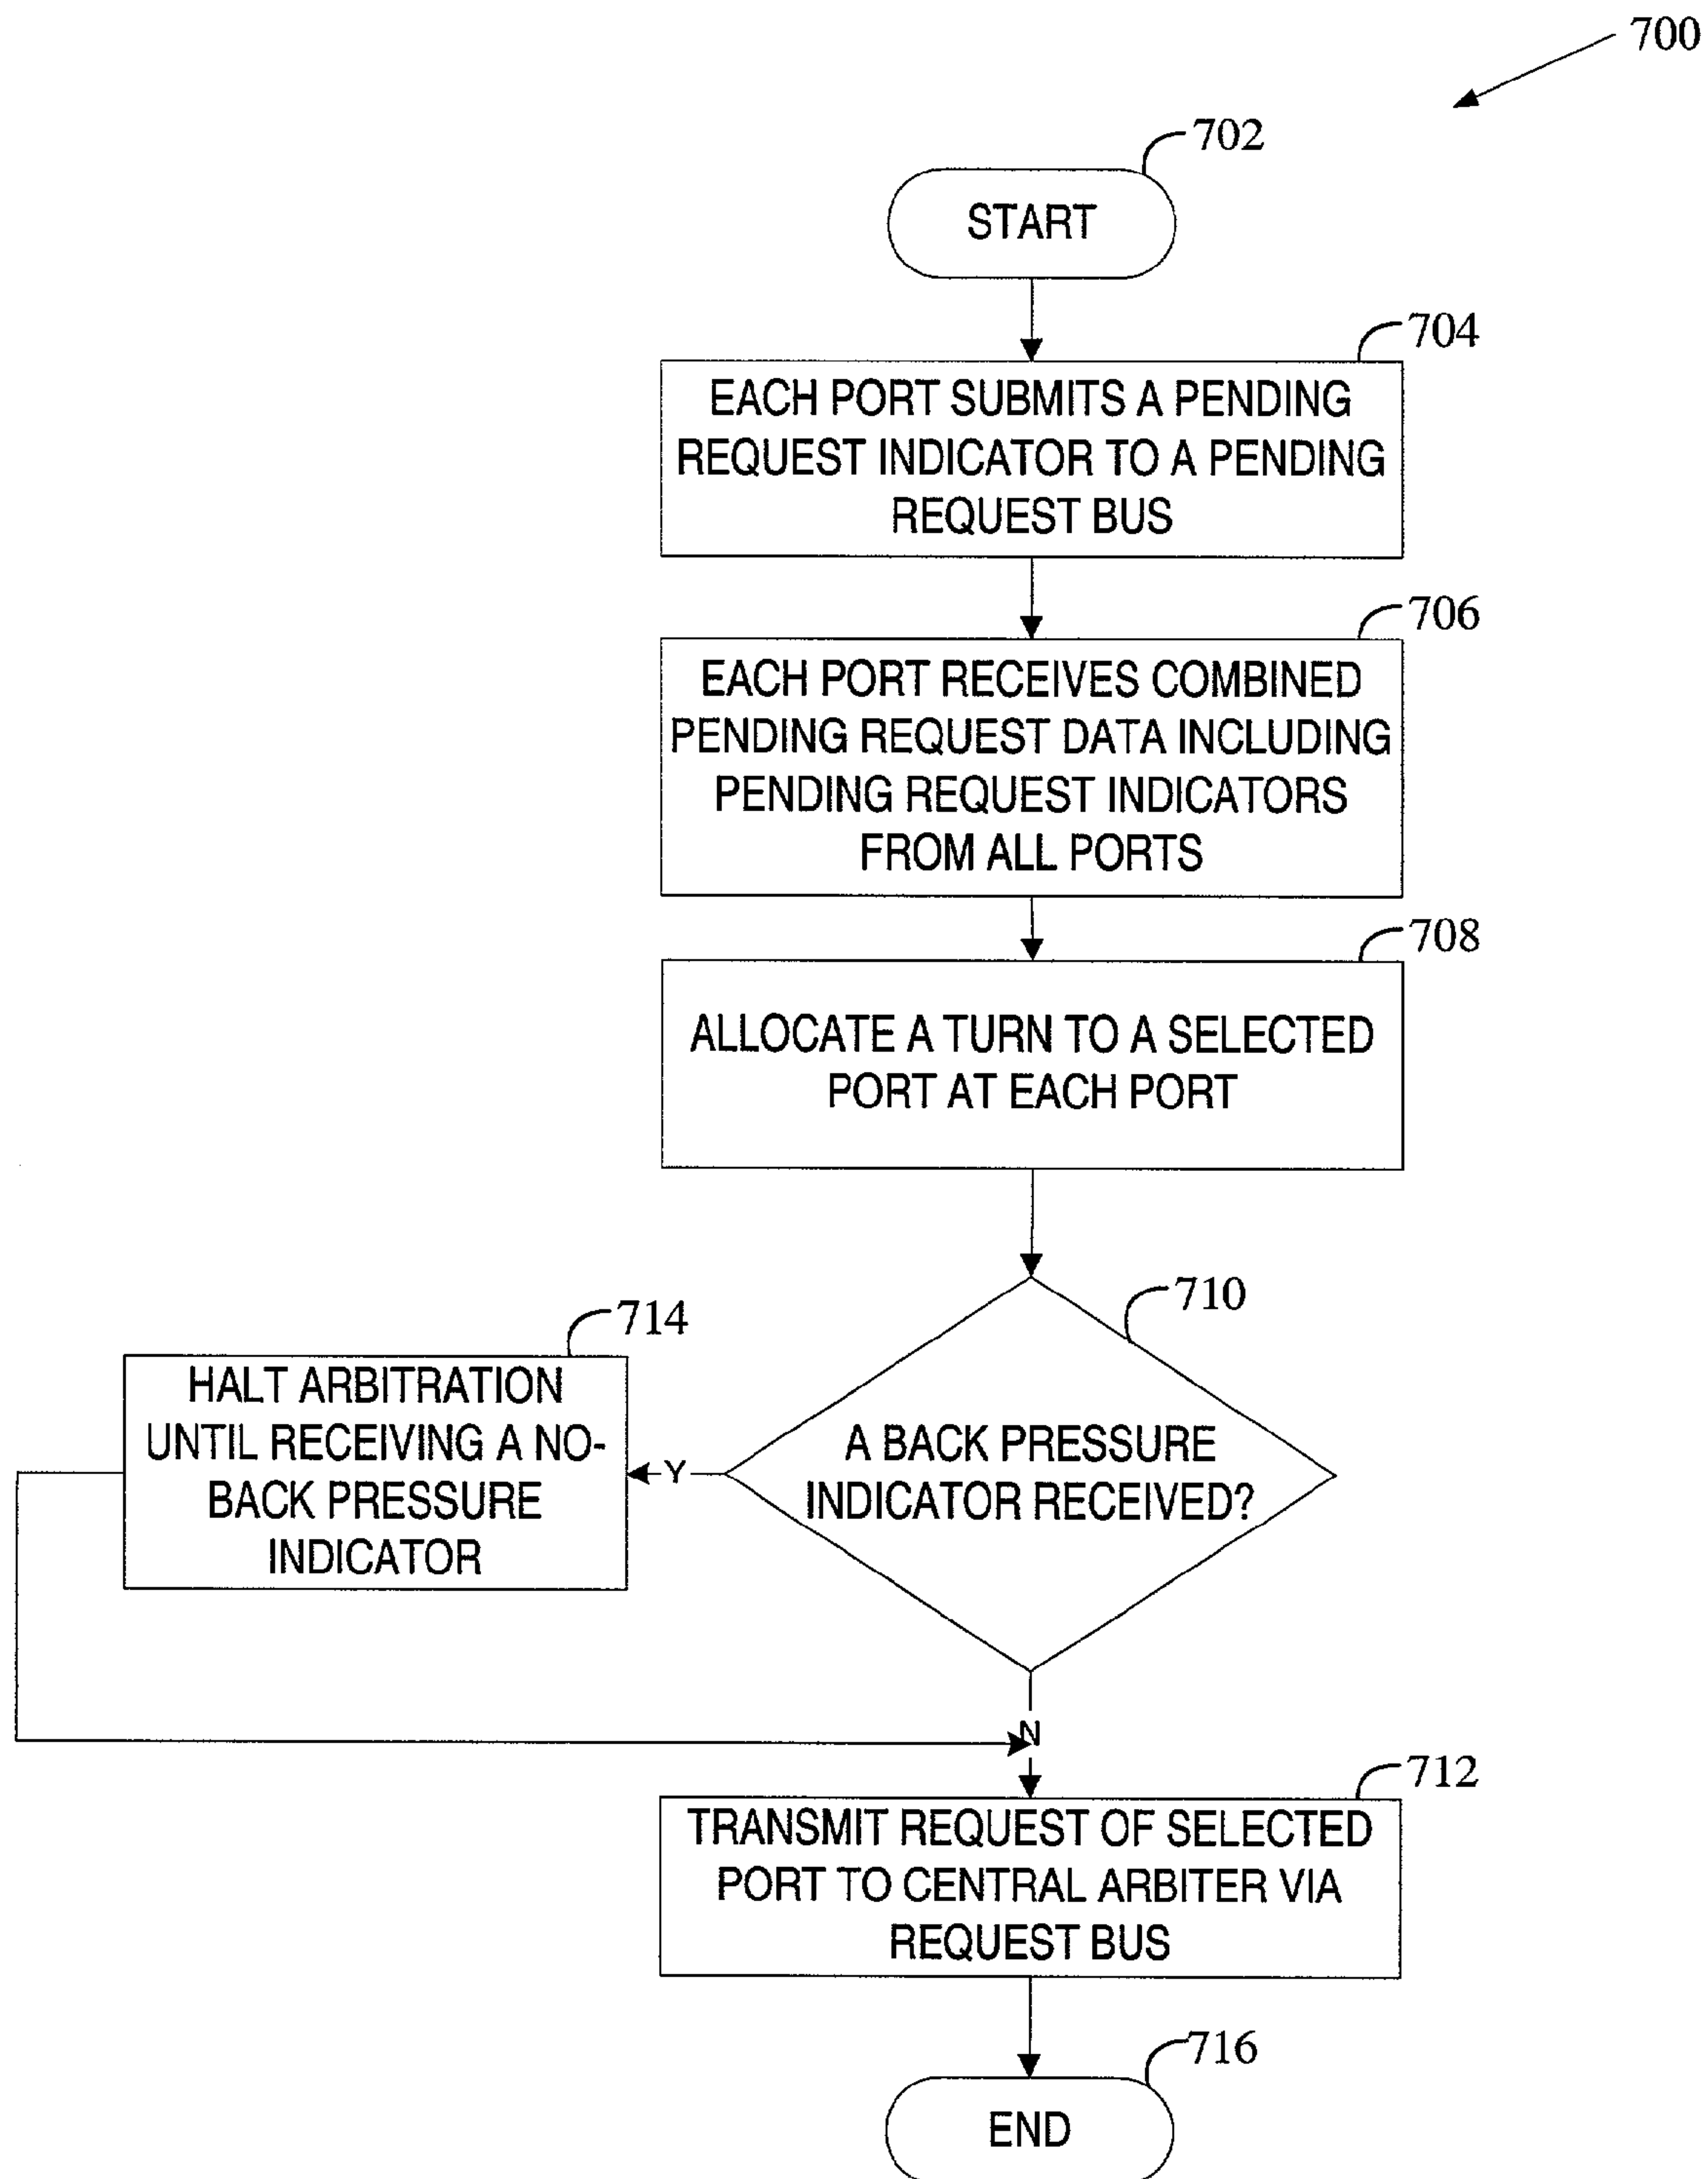 700
702
START
704
EACH PORT SUBMITS A PENDING
REQUEST INDICATOR TO A PENDING
REQUEST BUS
706
EACH PORT RECEIVES COMBINED
PENDING REQUEST DATA INCLUDING
PENDING REQUEST INDICATORS
FROM ALL PORTS
708
ALLOCATE A TURN TO A SELECTED
PORT AT EACH PORT
710
A BACK PRESSURE
INDICATOR RECEIVED?
Y
714
HALT ARBITRATION
UNTIL RECEIVING A NO-
BACK PRESSURE
INDICATOR
N
712
TRANSMIT REQUEST OF SELECTED
PORT TO CENTRAL ARBITER VIA
REQUEST BUS
716
END